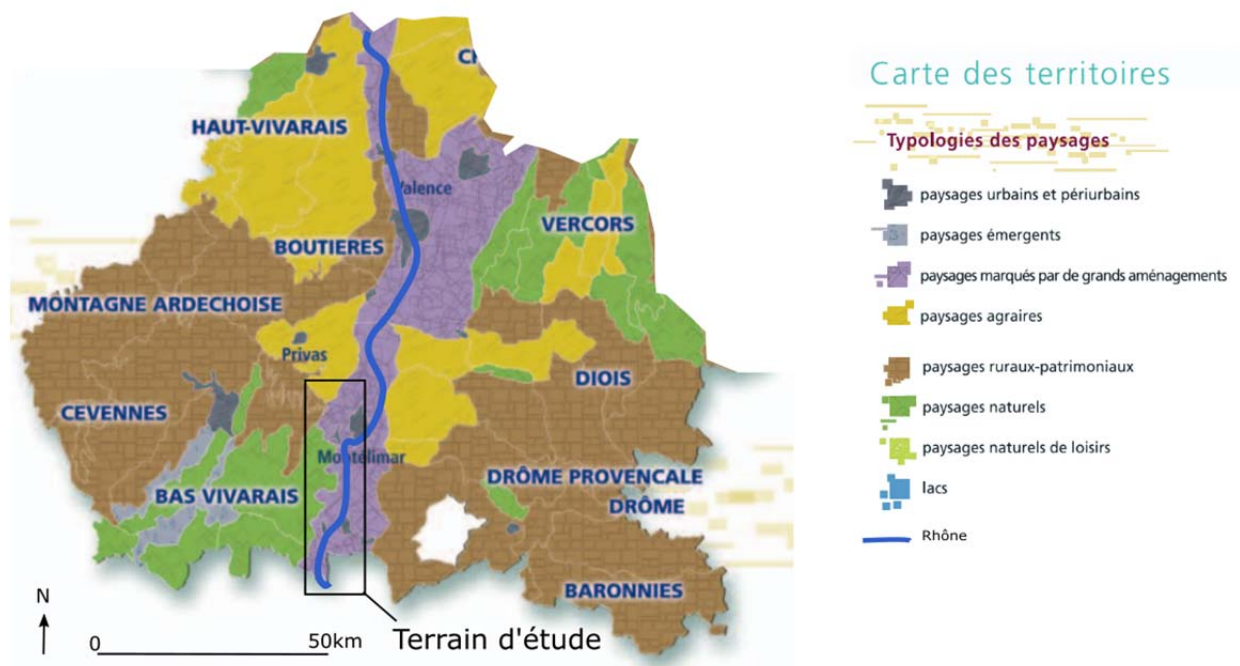 CH
HAUT-VIVARAIS
Valence
VERCORS
BOUTIERES
MONTAGNE ARDECHOISE
Privas
DIOIS
CEVENNES
Montélimar
DRÔME PROVENCALE
BAS VIVARAIS
DRÔME
BARONNIES
N
0
50km
Terrain d'étude
Carte des territoires
Typologies des paysages
paysages urbains et périurbains
paysages émergents
paysages marqués par de grands aménagements
paysages agraires
paysages ruraux-patrimoniaux
paysages naturels
paysages naturels de loisirs
lacs
Rhône